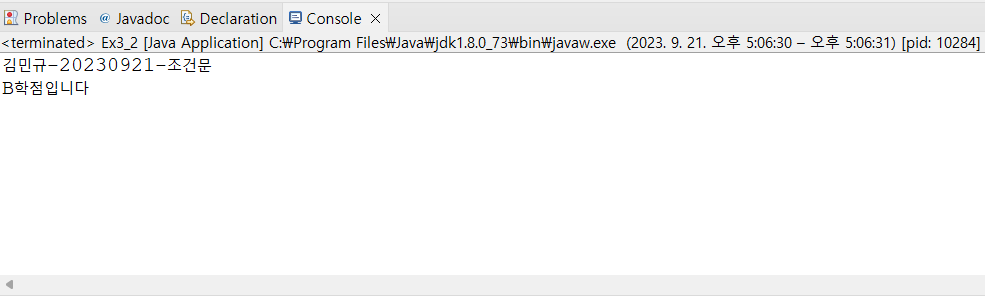 Problems @ Javadoc Declaration Console
<terminated> Ex3_2 [Java Application] C:₩Program Files₩Java₩jdk1.8.0_73₩bin₩javaw.exe (2023. 9. 21. 오후 5:06:30 – 오후 5:06:31) [pid: 10284]
김민규-20230921-조건문
B학점입니다